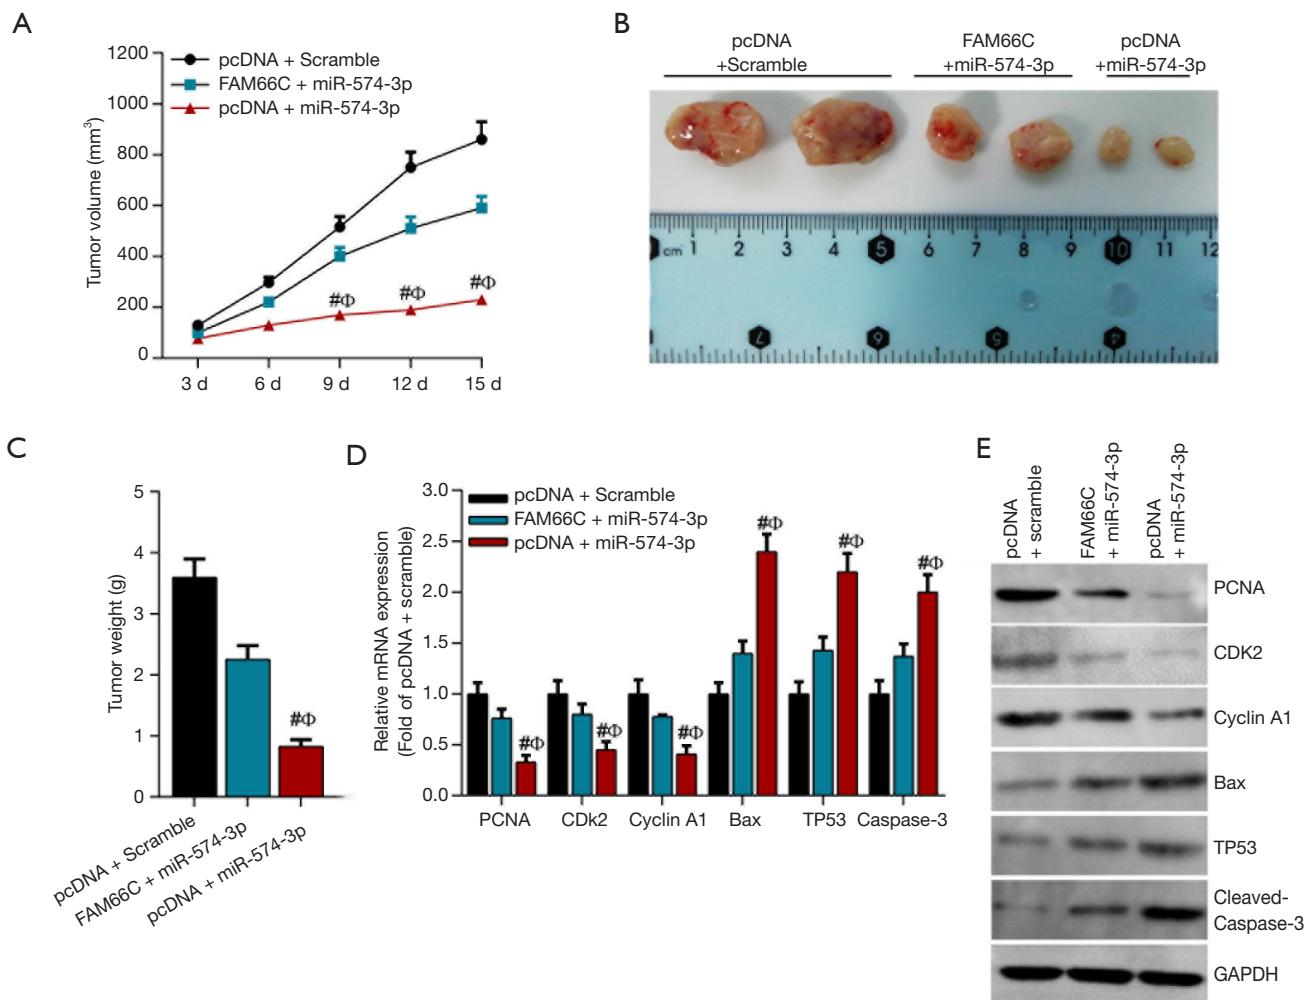 A
1200
1000
800
600
400
200
0
Tumor volume (mm³)
pcDNA + Scramble
FAM66C + miR-574-3p
pcDNA + miR-574-3p
#Φ
#Φ
#Φ
3 d
6 d
9 d
12 d
15 d
B
pcDNA
+Scramble
FAM66C
+miR-574-3p
pcDNA
+miR-574-3p
cm 1 2 3 4 5 6 7 8 9 10 11 12
7 6 5 4
C
5
4
3
2
1
0
Tumor weight (g)
#Φ
pcDNA + Scramble
FAM66C + miR-574-3p
pcDNA + miR-574-3p
D
3.0
2.5
2.0
1.5
1.0
0.5
0.0
Relative mRNA expression
(Fold of pcDNA + scramble)
pcDNA + Scramble
FAM66C + miR-574-3p
pcDNA + miR-574-3p
#Φ
#Φ
#Φ
#Φ
#Φ
#Φ
PCNA
CDk2
Cyclin A1
Bax
TP53
Caspase-3
E
pcDNA
+ scramble
FAM66C
+ miR-574-3p
pcDNA
+ miR-574-3p
PCNA
CDK2
Cyclin A1
Bax
TP53
Cleaved-
Caspase-3
GAPDH